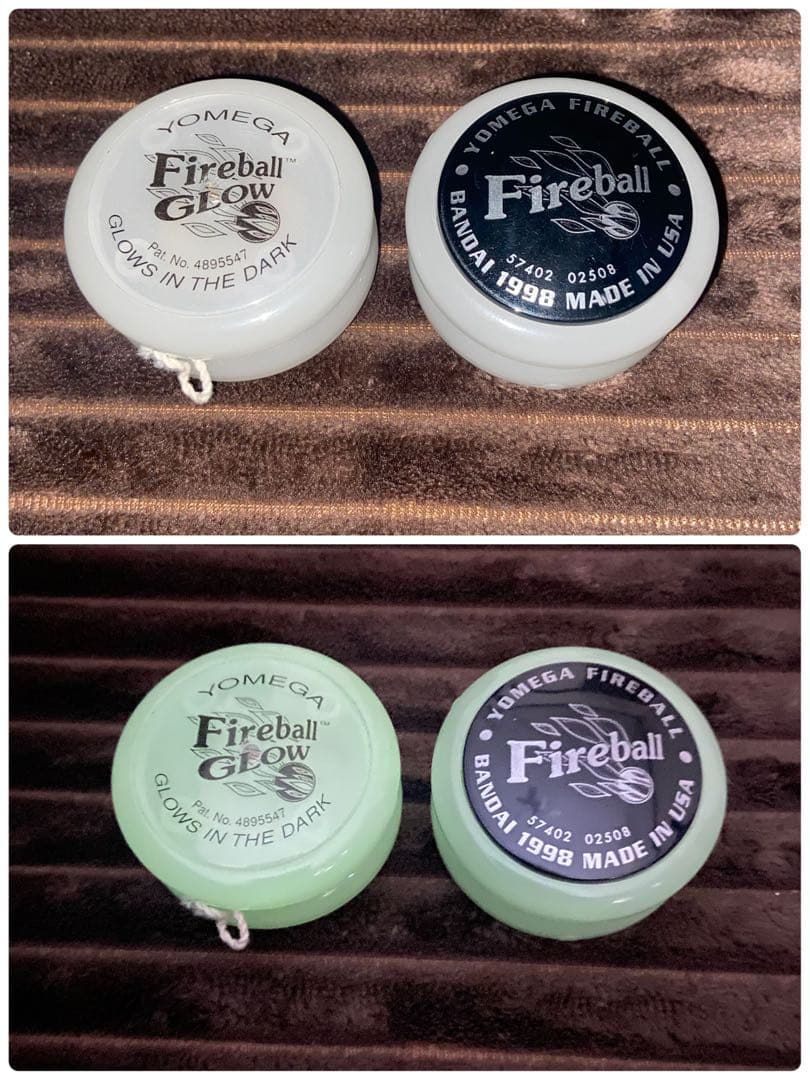 YOMEGA
Fireball™
GLOW
Pat. No. 4895547
GLOWS IN THE DARK
• YOMEGA FIREBALL •
Fireball
57402 02508
BANDAI 1998 MADE IN USA
YOMEGA
Fireball™
GLOW
Pat. No. 4895547
GLOWS IN THE DARK
• YOMEGA FIREBALL •
Fireball
57402 02508
BANDAI 1998 MADE IN USA